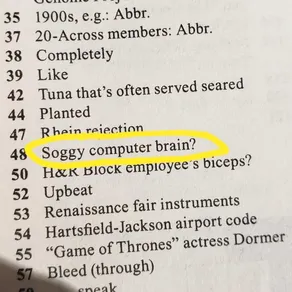 35 1900s, e.g.: Abbr.
37 20-Across members: Abbr.
38 Completely
39 Like
42 Tuna that's often served seared
44 Planted
47 Rhein rejection
48 Soggy computer brain?
50 H&R Block employee's biceps?
52 Upbeat
53 Renaissance fair instruments
54 Hartsfield-Jackson airport code
55 "Game of Thrones" actress Dormer
57 Bleed (through)
speak